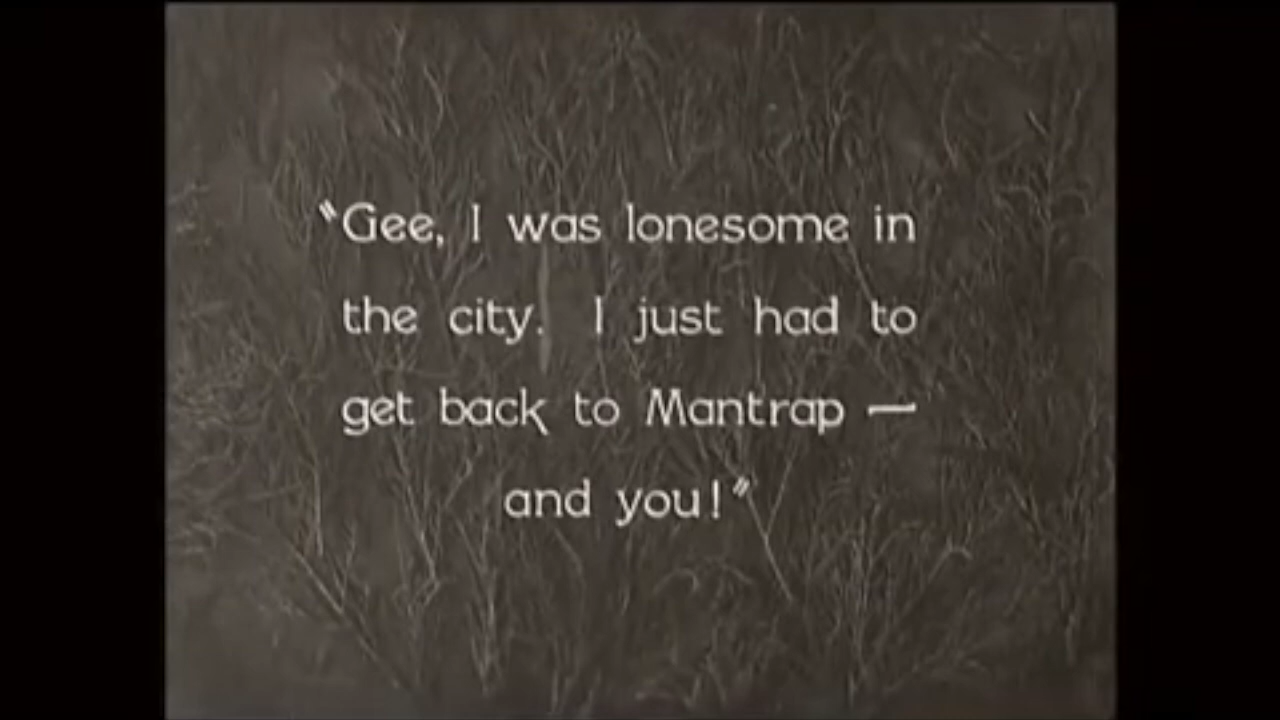 "Gee, I was lonesome in
the city. I just had to
get back to Mantrap —
and you!"